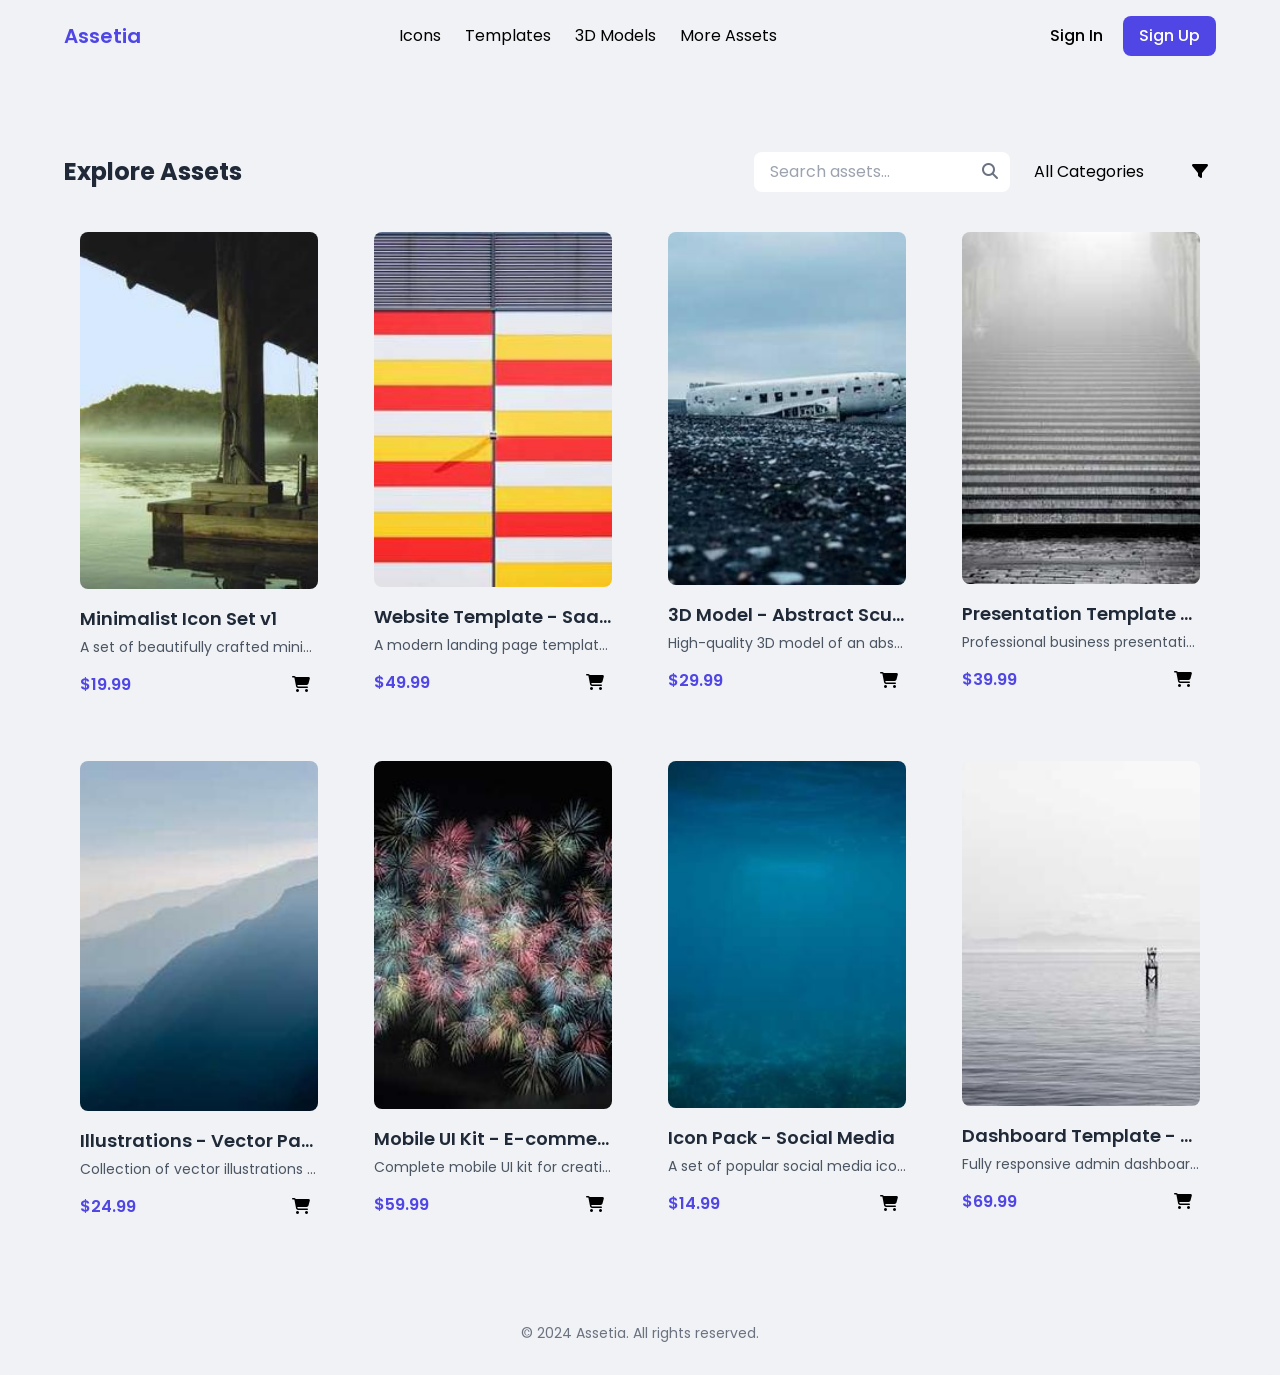 Assetia
Icons
Templates
3D Models
More Assets
Sign In
Sign Up
Explore Assets
Search assets...
All Categories
Minimalist Icon Set v1
A set of beautifully crafted mini...
$19.99
Website Template - Saa...
A modern landing page templat...
$49.99
3D Model - Abstract Scu...
High-quality 3D model of an abs...
$29.99
Presentation Template ...
Professional business presentati...
$39.99
Illustrations - Vector Pa...
Collection of vector illustrations ...
$24.99
Mobile UI Kit - E-comme...
Complete mobile UI kit for creati...
$59.99
Icon Pack - Social Media
A set of popular social media ico...
$14.99
Dashboard Template - ...
Fully responsive admin dashboar...
$69.99
© 2024 Assetia. All rights reserved.